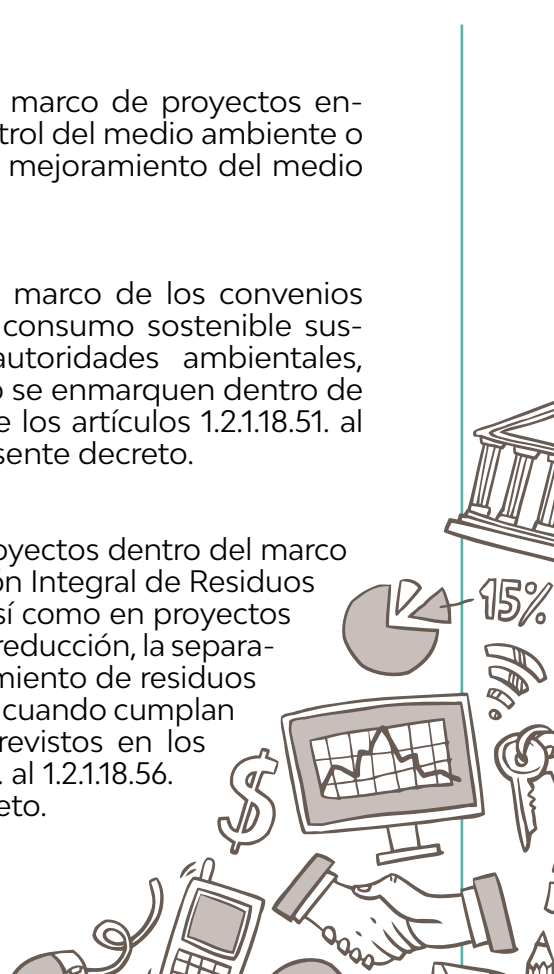 marco de proyectos en-
trol del medio ambiente o
mejoramiento del medio
marco de los convenios
consumo sostenible sus-
autoridades ambientales,
o se enmarquen dentro de
e los artículos 1.2.1.18.51. al
sente decreto.
oyectos dentro del marco
ón Integral de Residuos
sí como en proyectos
reducción, la separa-
miento de residuos
cuando cumplan
revistos en los
. al 1.2.1.18.56.
eto.
15%
$